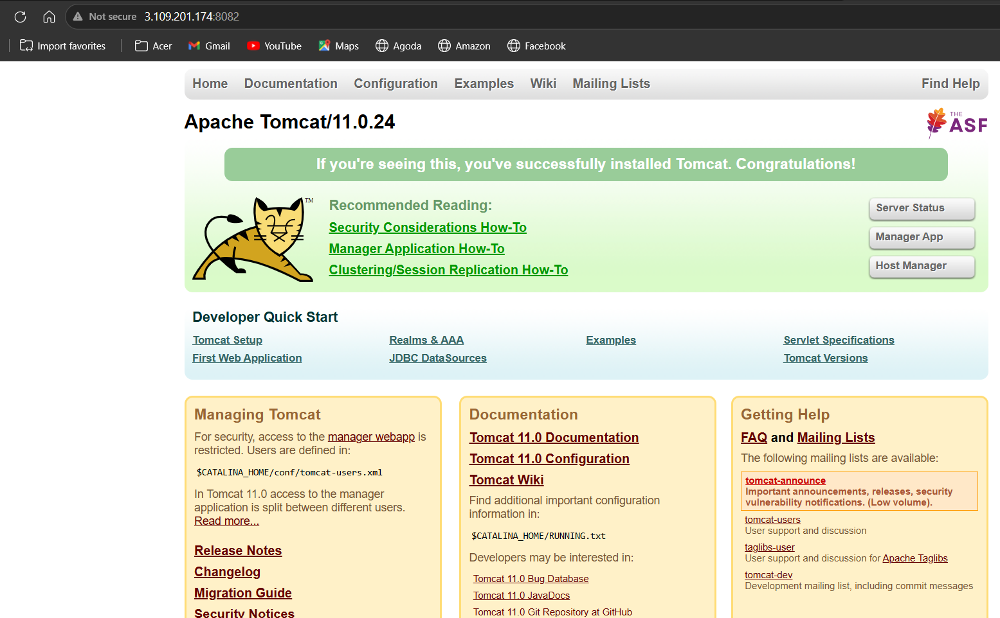 Not secure 3.109.201.174:8082
Import favorites Acer Gmail YouTube Maps Agoda Amazon Facebook
Home Documentation Configuration Examples Wiki Mailing Lists Find Help
Apache Tomcat/11.0.24
THE
ASF
If you're seeing this, you've successfully installed Tomcat. Congratulations!
TM
Recommended Reading:
Security Considerations How-To
Manager Application How-To
Clustering/Session Replication How-To
Server Status
Manager App
Host Manager
Developer Quick Start
Tomcat Setup
First Web Application
Realms & AAA
JDBC DataSources
Examples
Servlet Specifications
Tomcat Versions
Managing Tomcat
For security, access to the manager webapp is
restricted. Users are defined in:
$CATALINA_HOME/conf/tomcat-users.xml
In Tomcat 11.0 access to the manager
application is split between different users.
Read more...
Release Notes
Changelog
Migration Guide
Security Notices
Documentation
Tomcat 11.0 Documentation
Tomcat 11.0 Configuration
Tomcat Wiki
Find additional important configuration
information in:
$CATALINA_HOME/RUNNING.txt
Developers may be interested in:
Tomcat 11.0 Bug Database
Tomcat 11.0 JavaDocs
Tomcat 11.0 Git Repository at GitHub
Getting Help
FAQ and Mailing Lists
The following mailing lists are available:
tomcat-announce
Important announcements, releases, security
vulnerability notifications. (Low volume).
tomcat-users
User support and discussion
taglibs-user
User support and discussion for Apache Taglibs
tomcat-dev
Development mailing list, including commit messages